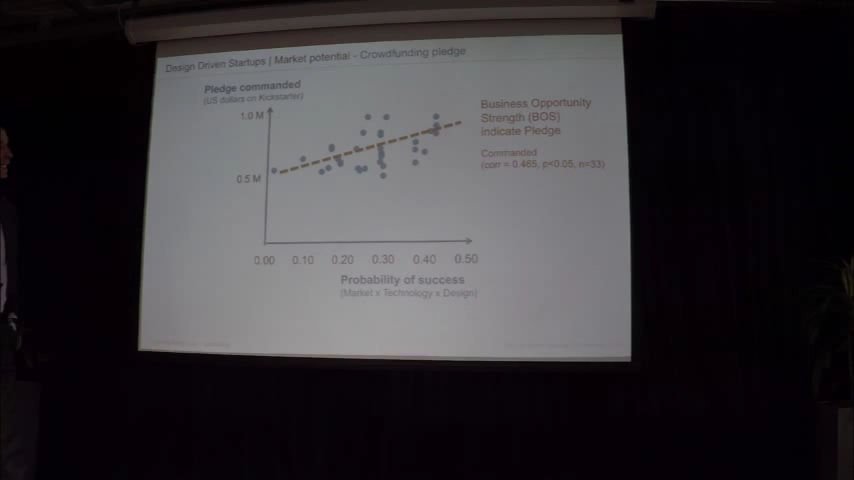 Design Driven Startups | Market potential - Crowdfunding pledge
Pledge commanded
(US dollars on Kickstarter)
1.0 M
0.5 M
0.00 0.10 0.20 0.30 0.40 0.50
Probability of success
(Market x Technology x Design)
Business Opportunity
Strength (BOS)
indicate Pledge
Commanded
(corr = 0.465, p<0.05, n=33)